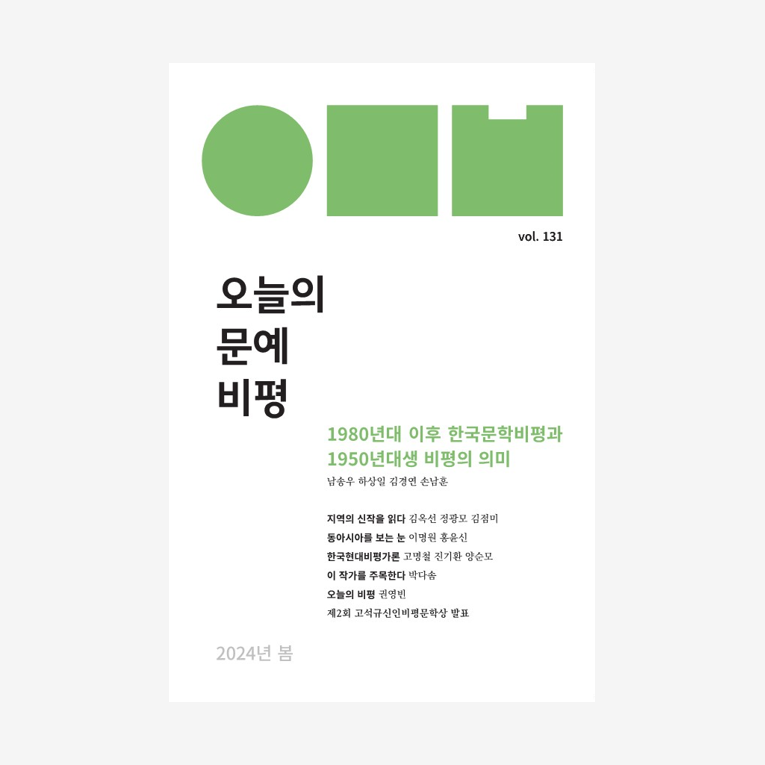 vol. 131
오늘의
문예
비평
1980년대 이후 한국문학비평과
1950년대생 비평의 의미
남송우 하상일 김경연 손남훈
지역의 신작을 읽다 김옥선 정광모 김점미
동아시아를 보는 눈 이명원 홍윤신
한국현대비평가론 고명철 진기환 양순모
이 작가를 주목한다 박다솜
오늘의 비평 권영빈
제2회 고석규신인비평문학상 발표
2024년 봄